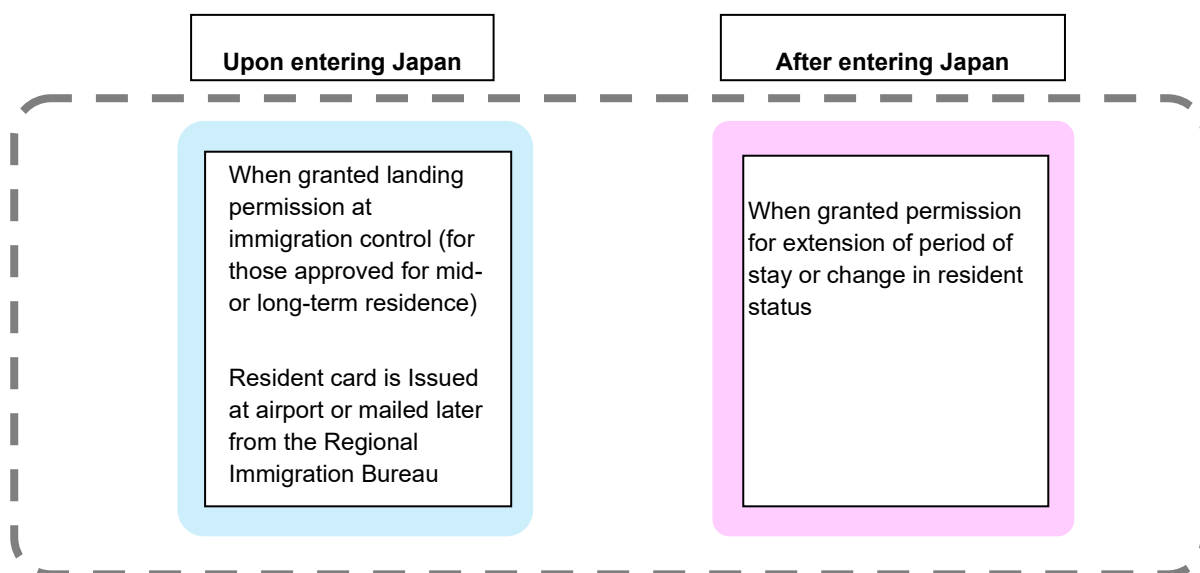 Upon entering Japan
After entering Japan
When granted landing
permission at
immigration control (for
those approved for mid-
or long-term residence)
Resident card is Issued
at airport or mailed later
from the Regional
Immigration Bureau
When granted permission
for extension of period of
stay or change in resident
status